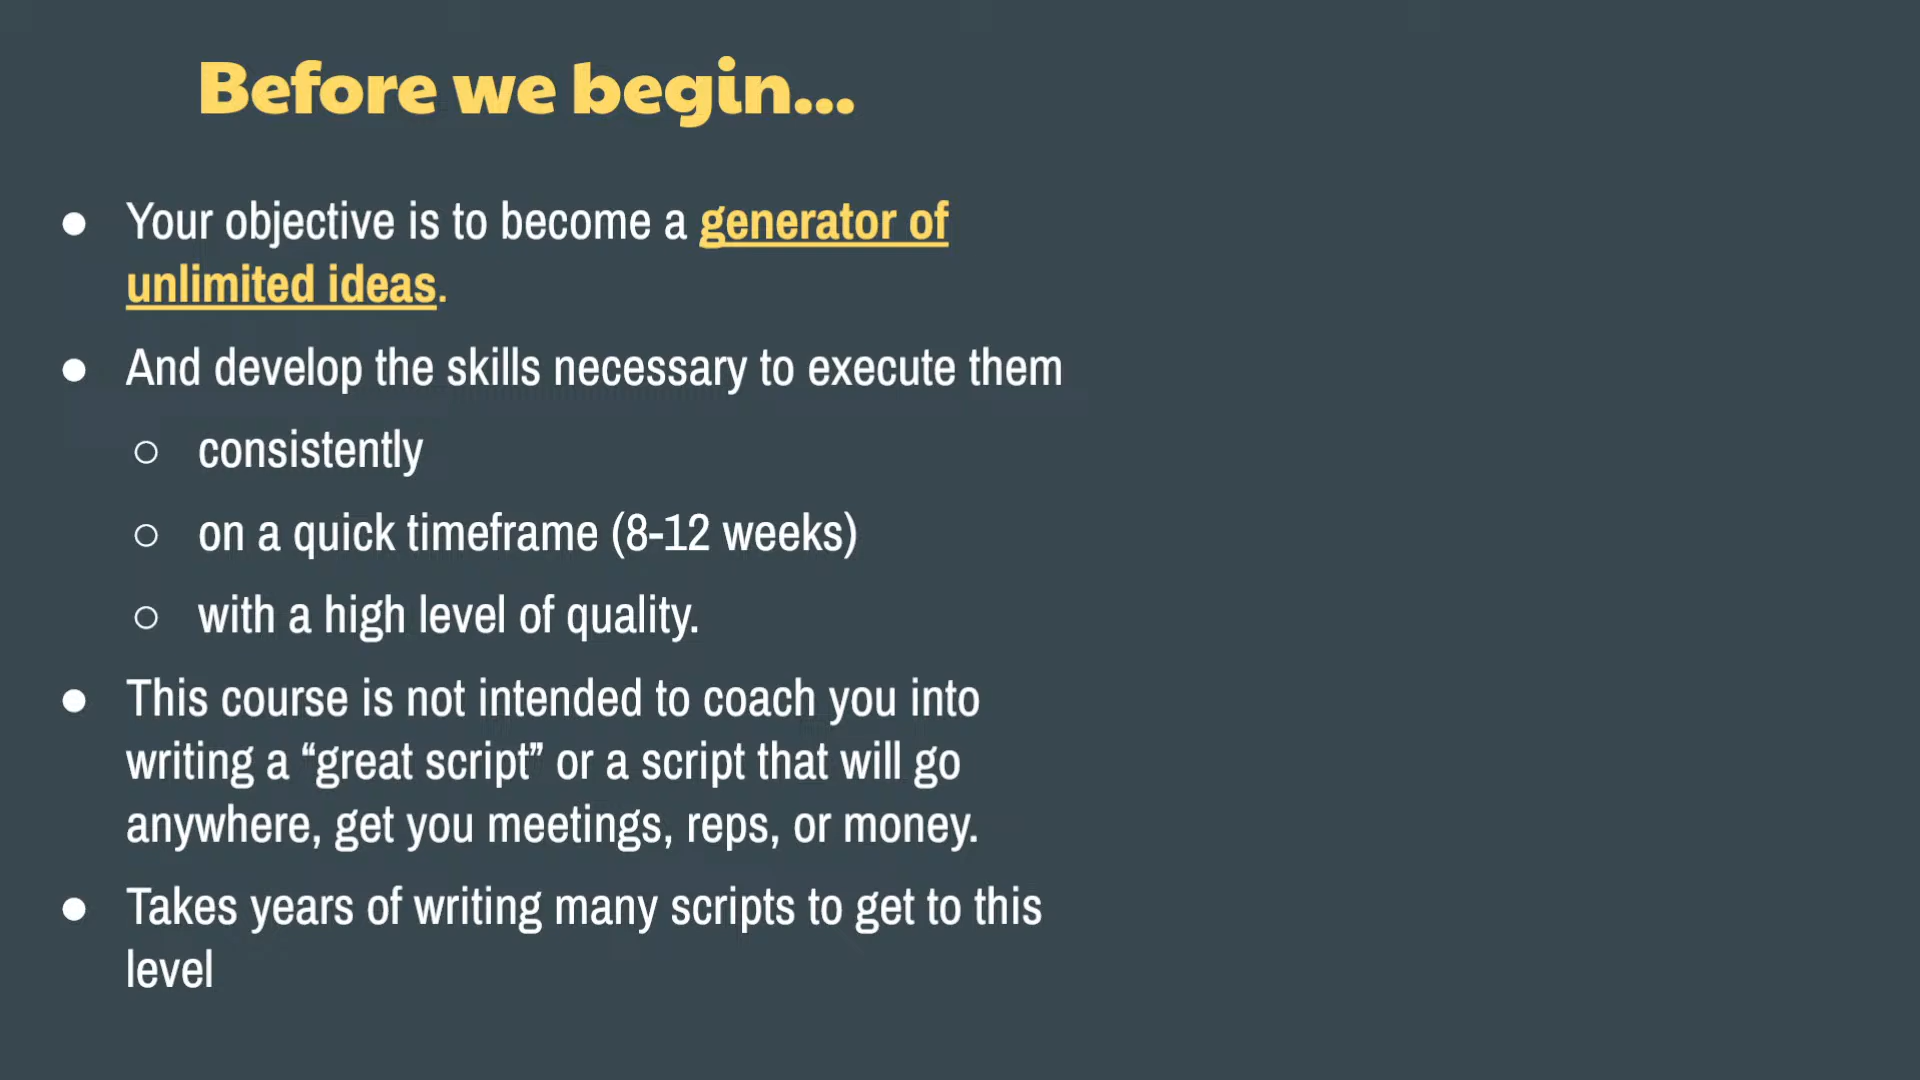 Before we begin...
● Your objective is to become a generator of
unlimited ideas.
● And develop the skills necessary to execute them
○ consistently
○ on a quick timeframe (8-12 weeks)
○ with a high level of quality.
● This course is not intended to coach you into
writing a “great script” or a script that will go
anywhere, get you meetings, reps, or money.
● Takes years of writing many scripts to get to this
level